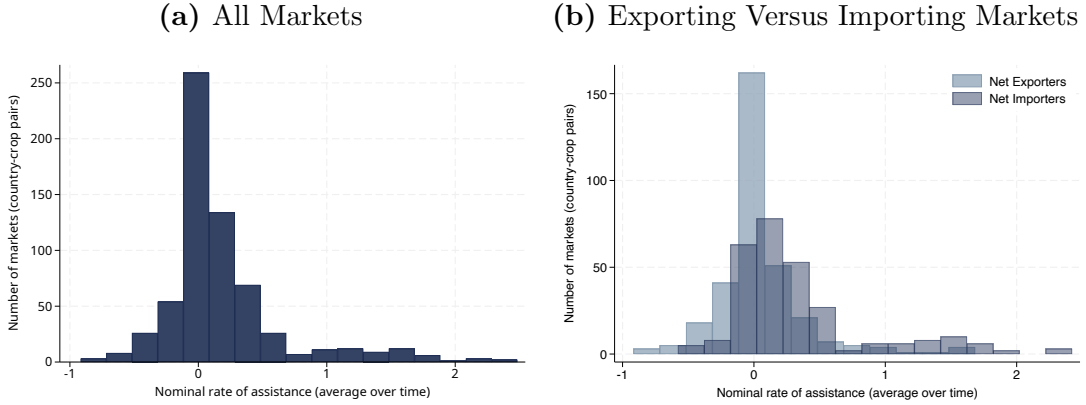 (a) All Markets
Number of markets (country-crop pairs)
250
200
150
100
50
0
-1
0
1
2
Nominal rate of assistance (average over time)
(b) Exporting Versus Importing Markets
Number of markets (country-crop pairs)
150
100
50
0
Net Exporters
Net Importers
-1
0
1
2
Nominal rate of assistance (average over time)